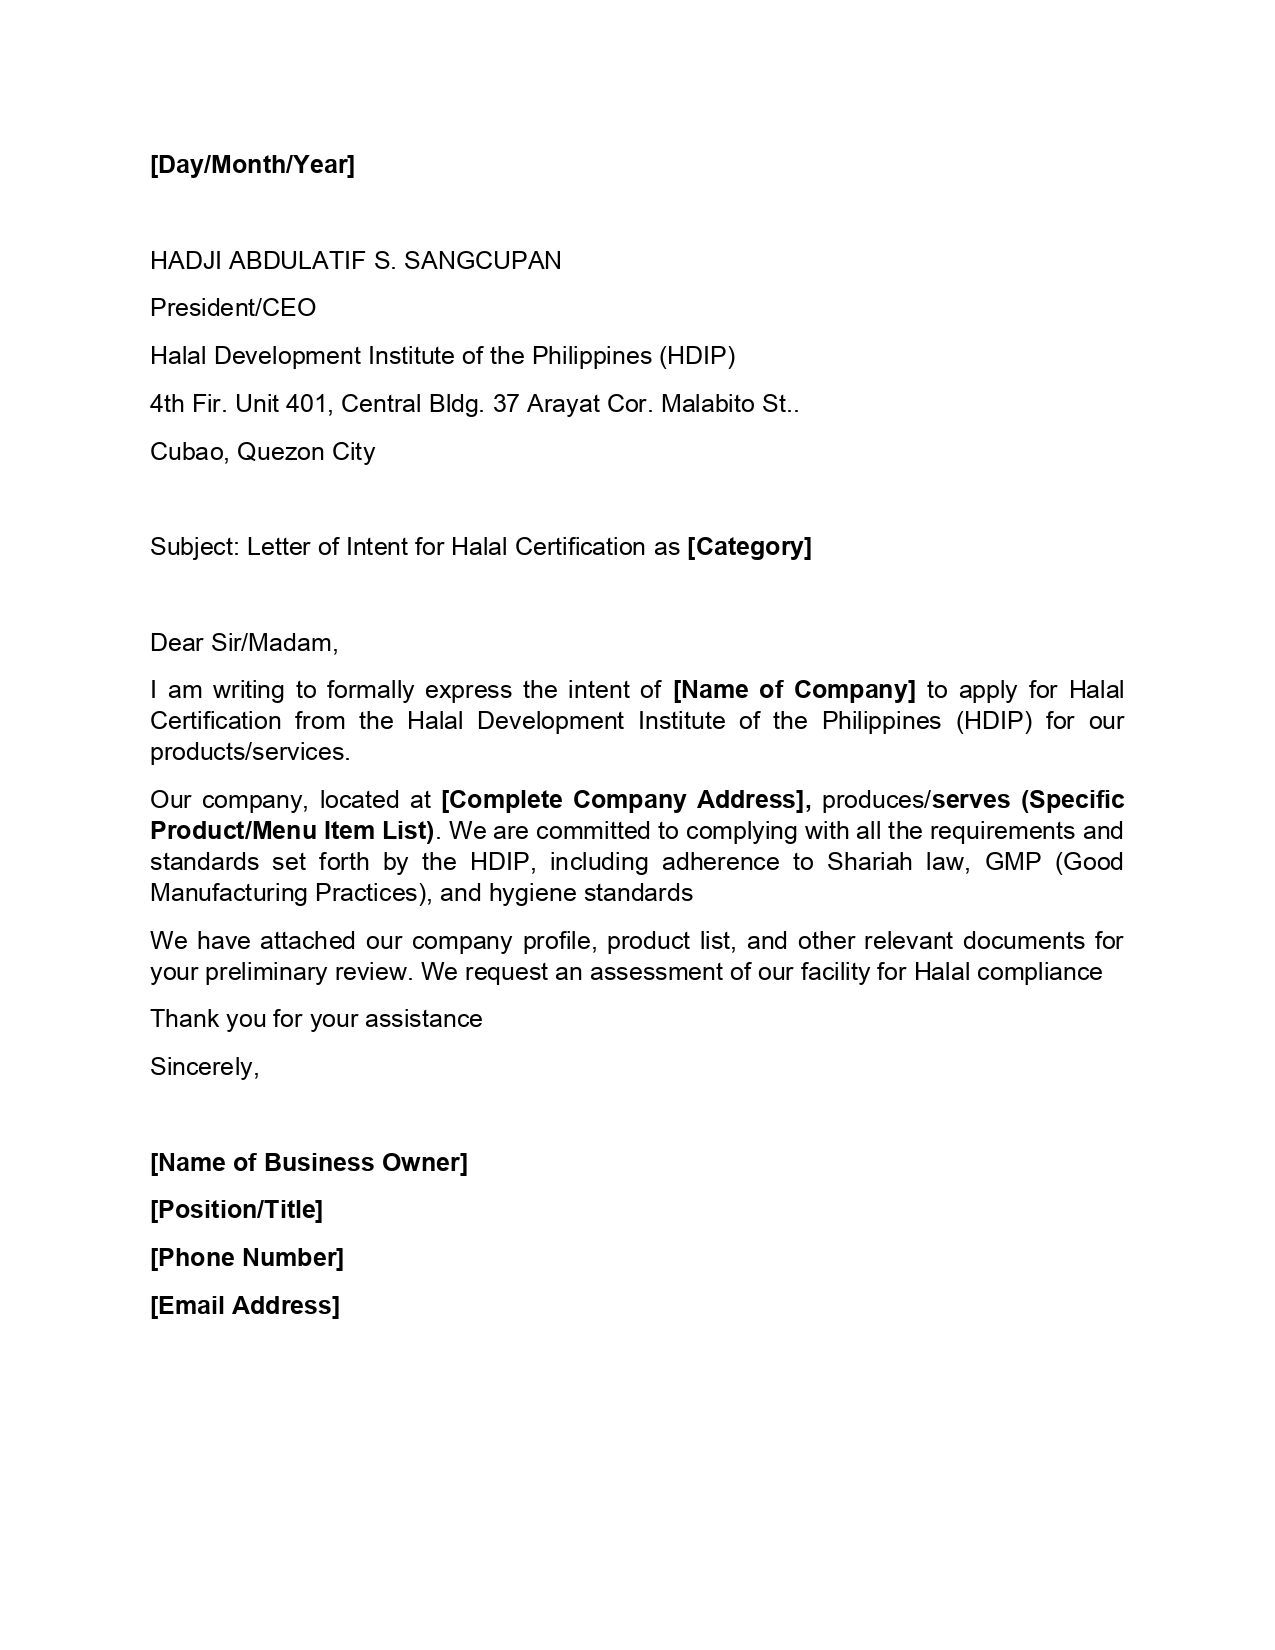 [Day/Month/Year]
HADJI ABDULATIF S. SANGCUPAN
President/CEO
Halal Development Institute of the Philippines (HDIP)
4th Fir. Unit 401, Central Bldg. 37 Arayat Cor. Malabito St..
Cubao, Quezon City
Subject: Letter of Intent for Halal Certification as [Category]
Dear Sir/Madam,
I am writing to formally express the intent of [Name of Company] to apply for Halal
Certification from the Halal Development Institute of the Philippines (HDIP) for our
products/services.
Our company, located at [Complete Company Address], produces/serves (Specific
Product/Menu Item List). We are committed to complying with all the requirements and
standards set forth by the HDIP, including adherence to Shariah law, GMP (Good
Manufacturing Practices), and hygiene standards
We have attached our company profile, product list, and other relevant documents for
your preliminary review. We request an assessment of our facility for Halal compliance
Thank you for your assistance
Sincerely,
[Name of Business Owner]
[Position/Title]
[Phone Number]
[Email Address]